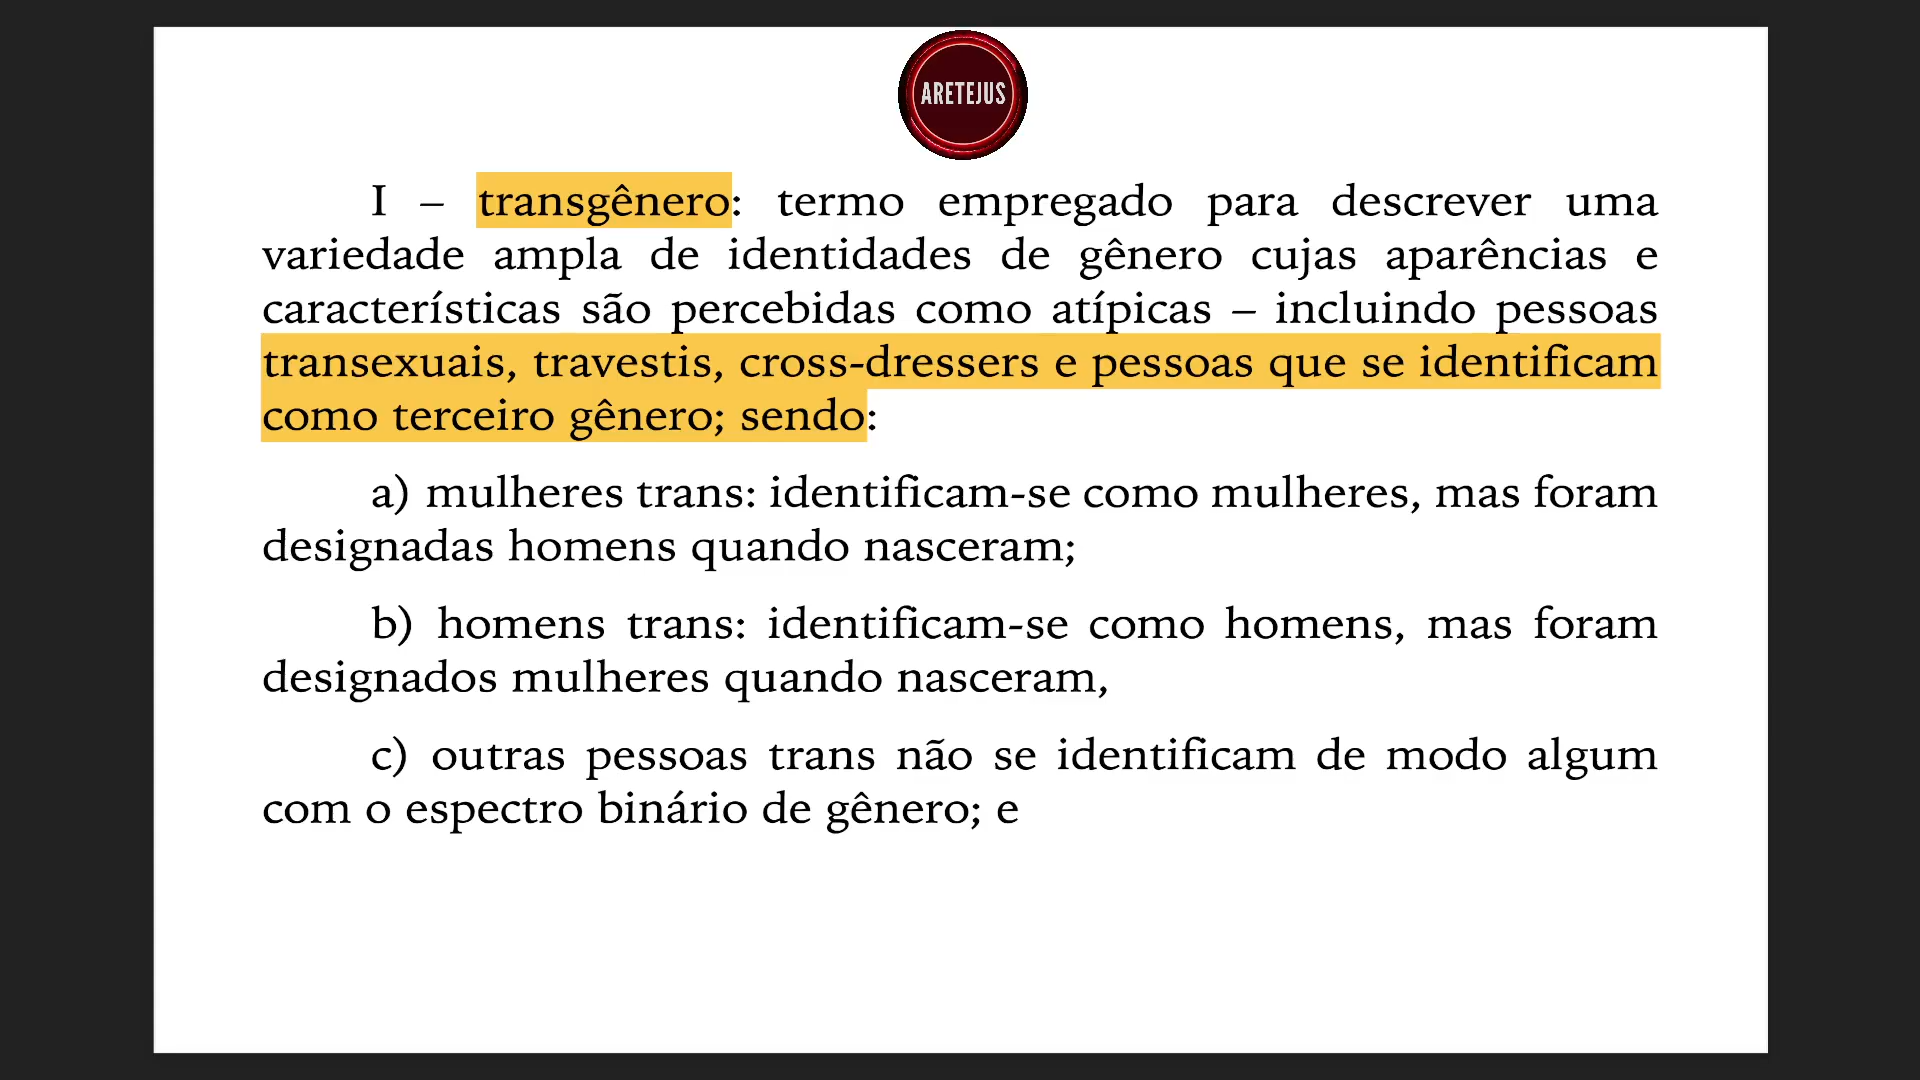 ARETEJUS
I – transgênero: termo empregado para descrever uma
variedade ampla de identidades de gênero cujas aparências e
características são percebidas como atípicas – incluindo pessoas
transexuais, travestis, cross-dressers e pessoas que se identificam
como terceiro gênero; sendo:
a) mulheres trans: identificam-se como mulheres, mas foram
designadas homens quando nasceram;
b) homens trans: identificam-se como homens, mas foram
designados mulheres quando nasceram,
c) outras pessoas trans não se identificam de modo algum
com o espectro binário de gênero; e